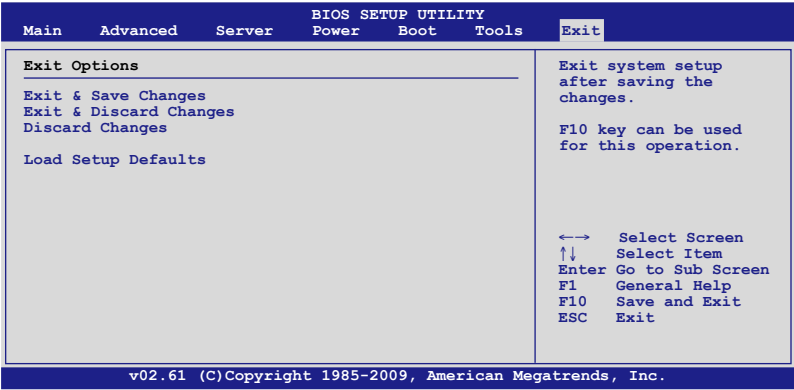 BIOS SETUP UTILITY
Main Advanced Server Power Boot Tools Exit
Exit Options
Exit & Save Changes
Exit & Discard Changes
Discard Changes
Load Setup Defaults
Exit system setup
after saving the
changes.
F10 key can be used
for this operation.
←→ Select Screen
↑↓ Select Item
Enter Go to Sub Screen
F1 General Help
F10 Save and Exit
ESC Exit
v02.61 (C)Copyright 1985-2009, American Megatrends, Inc.